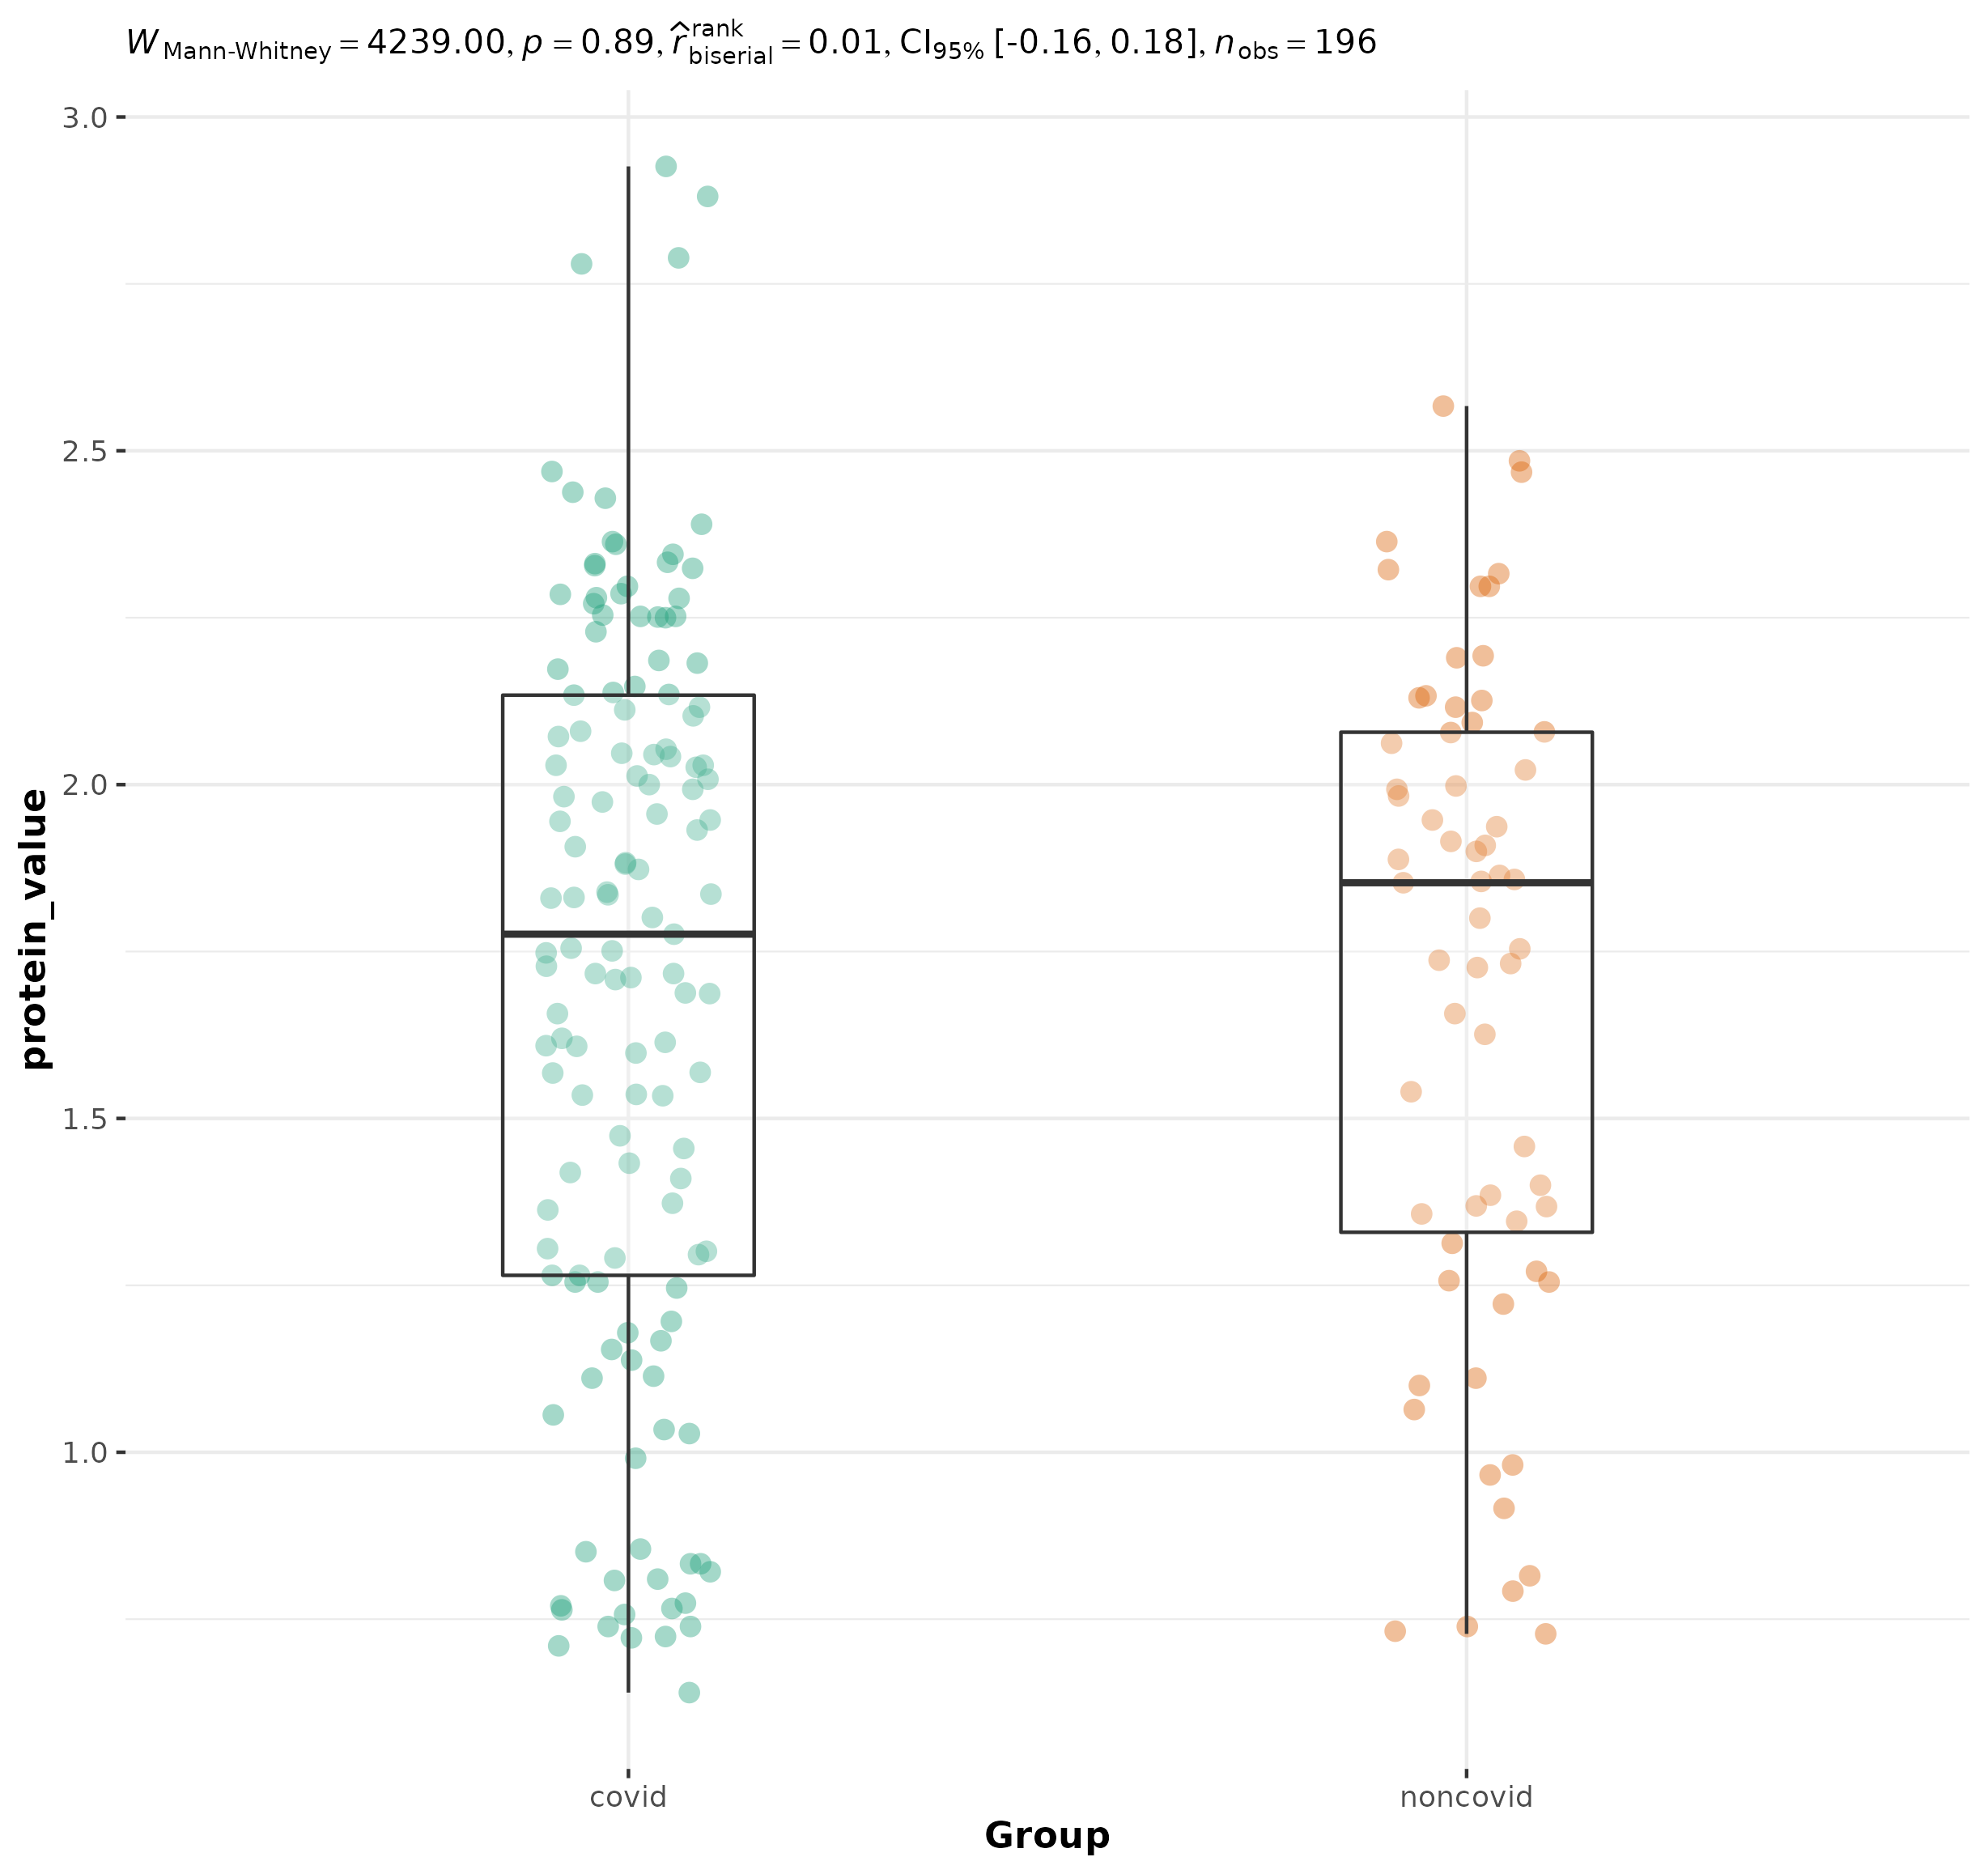 W Mann-Whitney = 4239.00, p = 0.89, r̂ rank biserial = 0.01, CI95% [-0.16, 0.18], n obs = 196
3.0
2.5
2.0
1.5
1.0
protein_value
covid noncovid
Group